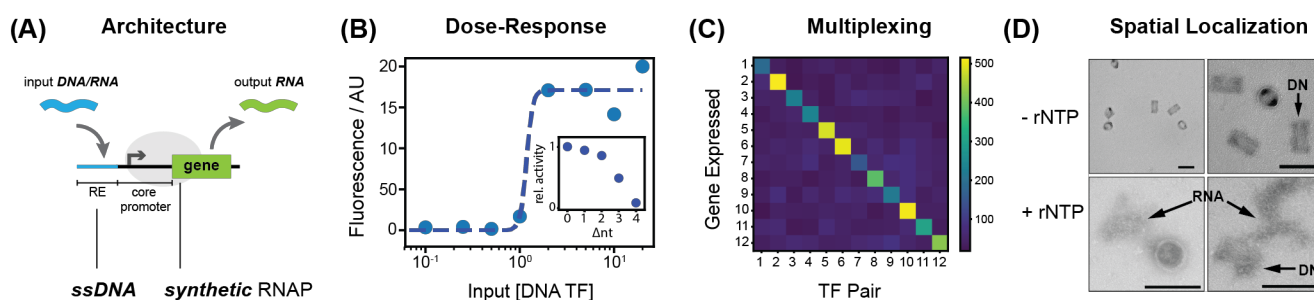 (A) Architecture
input DNA/RNA
output RNA
gene
RE
core
promoter
ssDNA
synthetic RNAP
(B) Dose-Response
Fluorescence / AU
20
15
10
50
0
10⁻¹
10⁰
10¹
Input [DNA TF]
rel. activity
1
0
0 1 2 3 4
Δnt
(C) Multiplexing
Gene Expressed
1
2
3
4
5
6
7
8
9
10
11
12
1 2 3 4 5 6 7 8 9 10 11 12
TF Pair
500
400
300
200
100
(D) Spatial Localization
- rNTP
DN
+ rNTP
RNA
DN